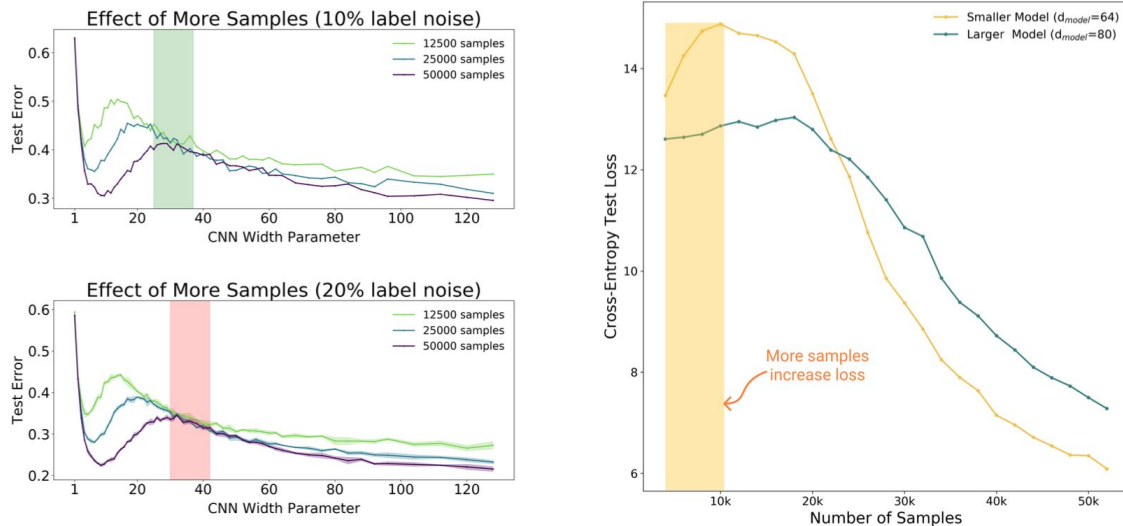 Effect of More Samples (10% label noise)
0.6
0.5
0.4
0.3
Test Error
12500 samples
25000 samples
50000 samples
1
20
40
60
80
100
120
CNN Width Parameter
Effect of More Samples (20% label noise)
0.6
0.5
0.4
0.3
0.2
Test Error
12500 samples
25000 samples
50000 samples
1
20
40
60
80
100
120
CNN Width Parameter
Smaller Model (dmodel=64)
Larger Model (dmodel=80)
14
12
10
8
6
Cross-Entropy Test Loss
More samples
increase loss
10k
20k
30k
40k
50k
Number of Samples